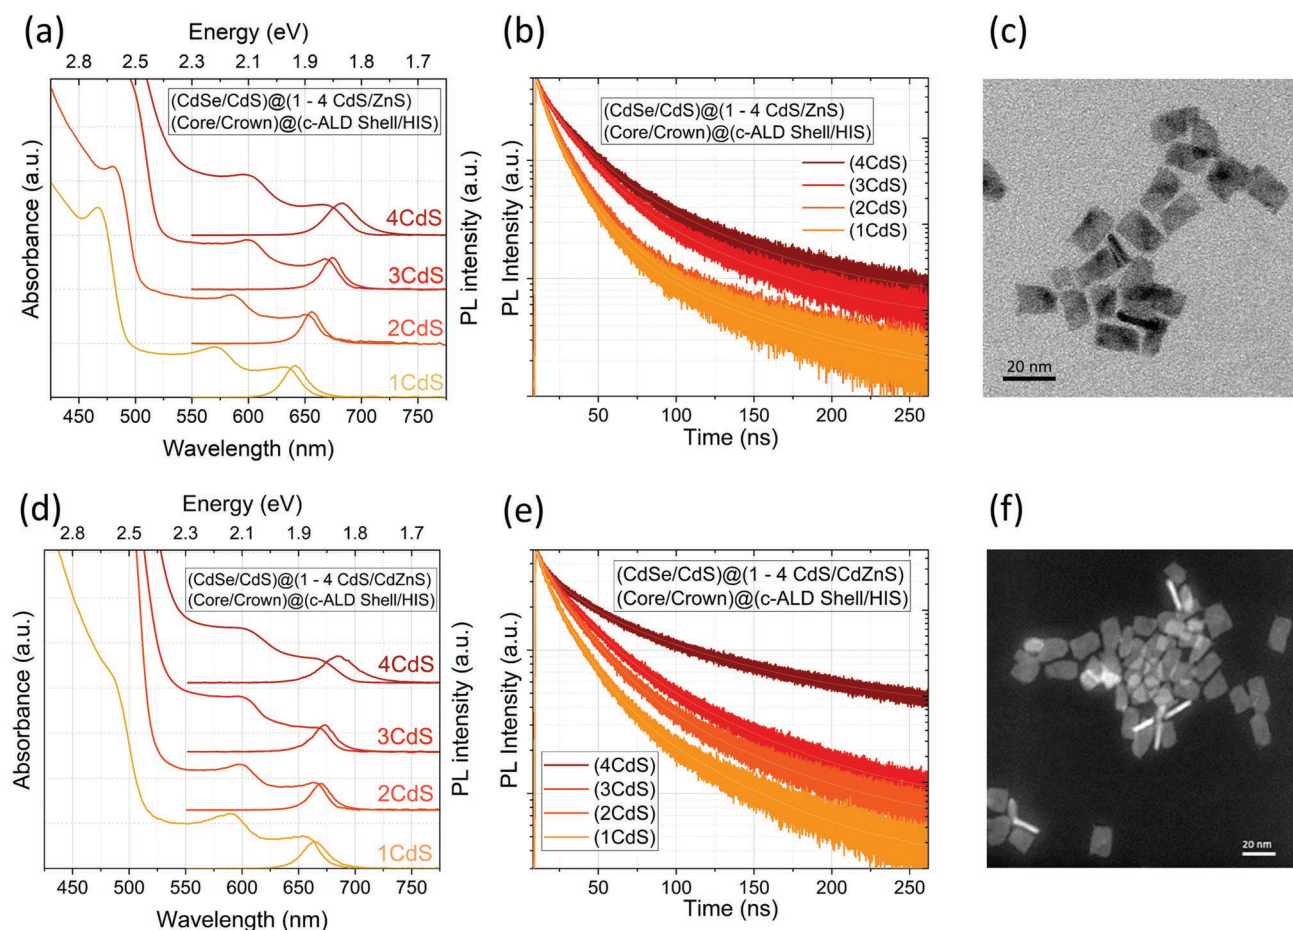 (a)
Energy (eV)
2.8 2.5 2.3 2.1 1.9 1.8 1.7
(CdSe/CdS)@(1 - 4 CdS/ZnS)
(Core/Crown)@(c-ALD Shell/HIS)
4CdS
3CdS
2CdS
1CdS
Absorbance (a.u.)
PL intensity (a.u.)
450 500 550 600 650 700 750
Wavelength (nm)
(b)
(CdSe/CdS)@(1 - 4 CdS/ZnS)
(Core/Crown)@(c-ALD Shell/HIS)
(4CdS)
(3CdS)
(2CdS)
(1CdS)
PL Intensity (a.u.)
50 100 150 200 250
Time (ns)
(c)
20 nm
(d)
Energy (eV)
2.8 2.5 2.3 2.1 1.9 1.8 1.7
(CdSe/CdS)@(1 - 4 CdS/CdZnS)
(Core/Crown)@(c-ALD Shell/HIS)
4CdS
3CdS
2CdS
1CdS
Absorbance (a.u.)
PL intensity (a.u.)
450 500 550 600 650 700 750
Wavelength (nm)
(e)
(CdSe/CdS)@(1 - 4 CdS/CdZnS)
(Core/Crown)@(c-ALD Shell/HIS)
(4CdS)
(3CdS)
(2CdS)
(1CdS)
PL Intensity (a.u.)
50 100 150 200 250
Time (ns)
(f)
20 nm